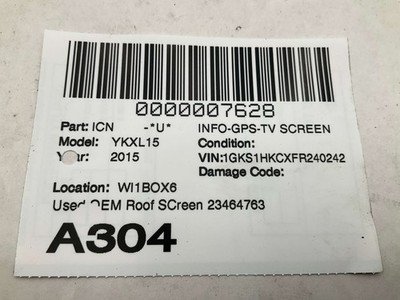 0000007628
Part: ICN -*U* INFO-GPS-TV SCREEN
Model: YKXL15 Condition:
Year: 2015 VIN:1GKS1HKCXFR240242
Damage Code:
Location: WI1BOX6
Used OEM Roof SCreen 23464763
A304